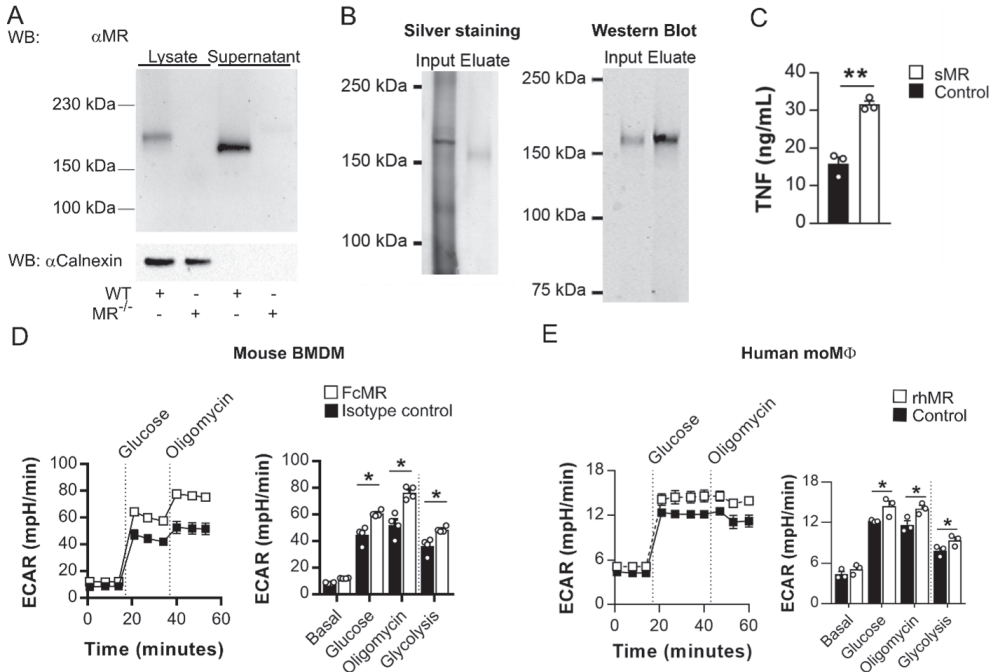 A
WB: αMR
Lysate Supernatant
230 kDa
150 kDa
100 kDa
WB: αCalnexin
WT + - + -
MR-/- - + - +
B
Silver staining
Input Eluate
250 kDa
150 kDa
100 kDa
Western Blot
Input Eluate
250 kDa
150 kDa
100 kDa
75 kDa
C
**
sMR
Control
TNF (ng/mL)
40
30
20
10
0
D
Mouse BMDM
FcMR
Isotype control
Glucose
Oligomycin
ECAR (mpH/min)
100
80
60
40
20
0
0 20 40 60
Time (minutes)
ECAR (mpH/min)
100
80
60
40
20
0
* * *
Basal
Glucose
Oligomycin
Glycolysis
E
Human moMΦ
rhMR
Control
Glucose
Oligomycin
ECAR (mpH/min)
18
12
6
0
0 20 40 60
Time (minutes)
ECAR (mpH/min)
18
12
6
0
* * *
Basal
Glucose
Oligomycin
Glycolysis